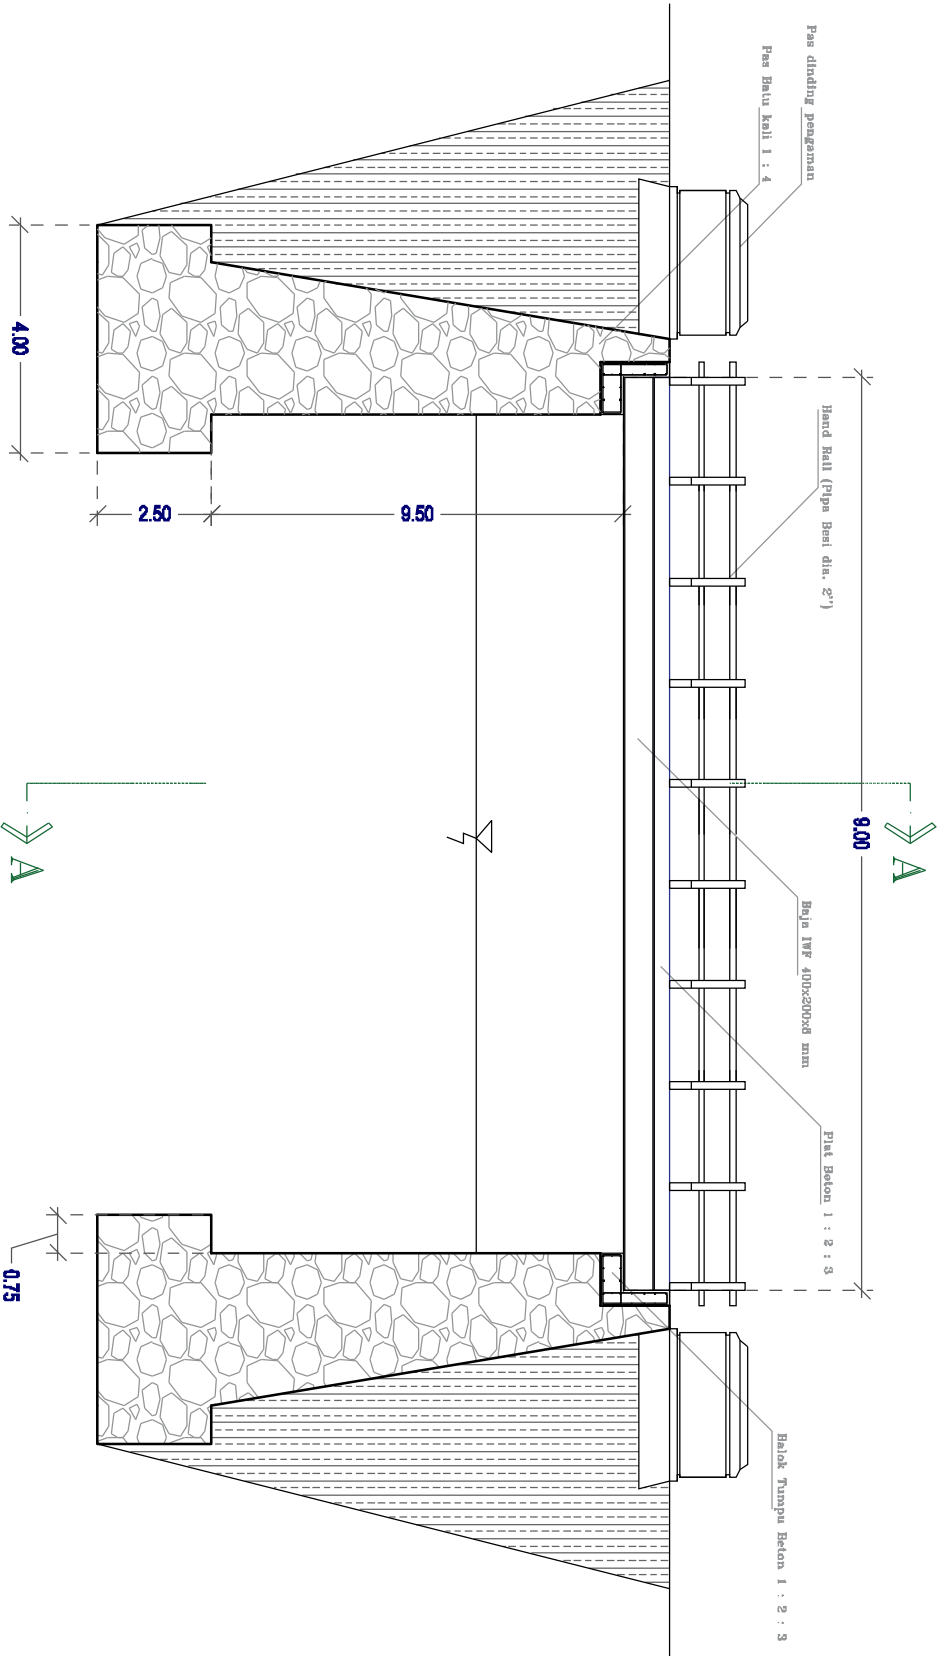 Pas dinding pengaman
Pas Batu kali 1 : 4
Hand Rail (Pipa Besi dia. 2")
9.00
A
Baja IWF 400x200x8 mm
Plat Beton 1 : 2 : 3
Balok Tumpu Beton 1 : 2 : 3
9.50
2.50
4.00
A
0.75